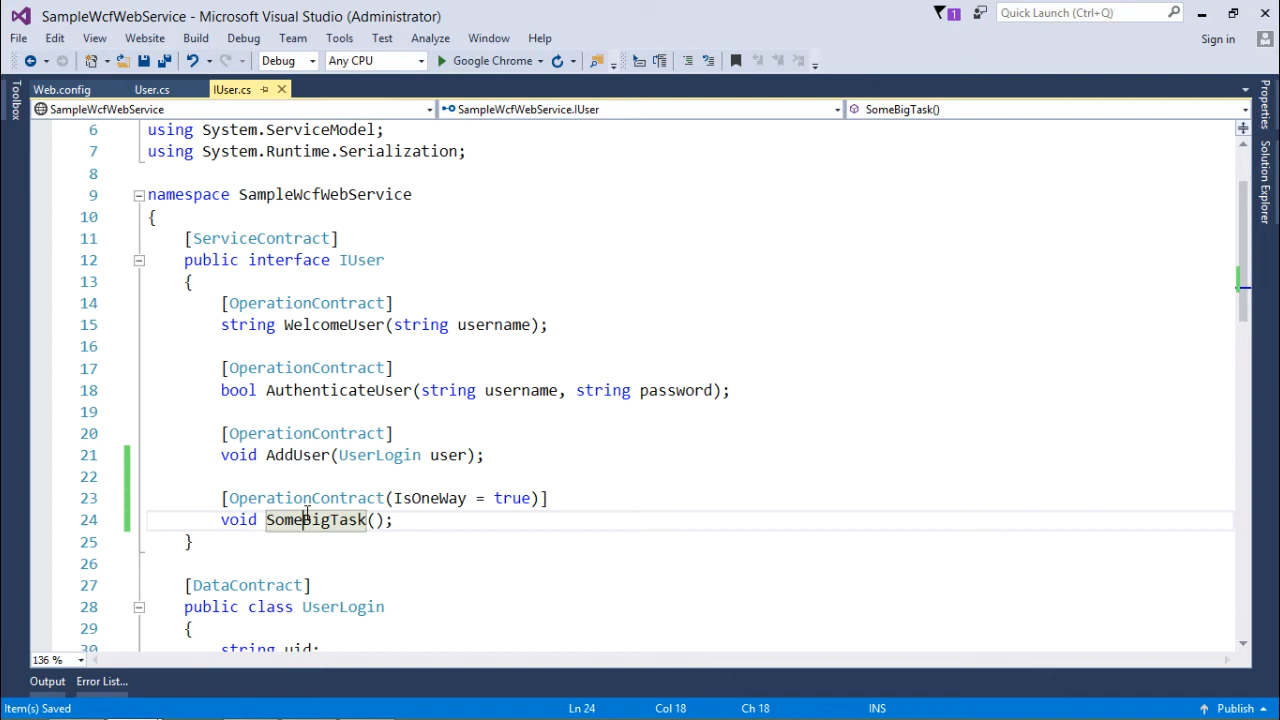 SampleWcfWebService - Microsoft Visual Studio (Administrator)
1
Quick Launch (Ctrl+Q)
File Edit View Website Build Debug Team Tools Test Analyze Window Help
Sign in
Debug Any CPU Google Chrome
Toolbox
Web.config User.cs IUser.cs
Properties
Solution Explorer
SampleWcfWebService SampleWcfWebService.IUser SomeBigTask()
6 using System.ServiceModel;
7 using System.Runtime.Serialization;
8
9 namespace SampleWcfWebService
10 {
11 [ServiceContract]
12 public interface IUser
13 {
14 [OperationContract]
15 string WelcomeUser(string username);
16
17 [OperationContract]
18 bool AuthenticateUser(string username, string password);
19
20 [OperationContract]
21 void AddUser(UserLogin user);
22
23 [OperationContract(IsOneWay = true)]
24 void SomeBigTask();
25 }
26
27 [DataContract]
28 public class UserLogin
29 {
30 string uid;
136 %
Output Error List...
Item(s) Saved Ln 24 Col 18 Ch 18 INS Publish